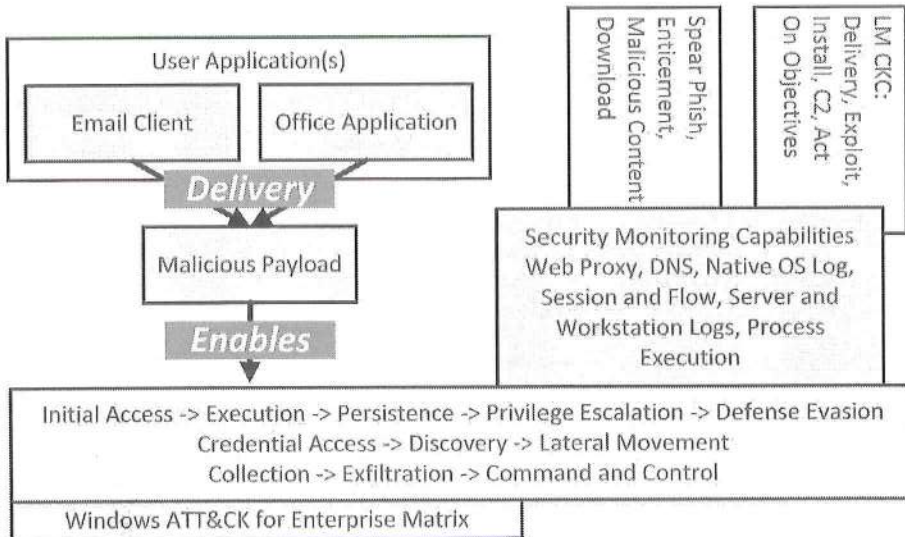 User Application(s)
Email Client
Office Application
Delivery
Malicious Payload
Enables
Spear Phish,
Enticement,
Malicious Content
Download
LM CKC:
Delivery, Exploit,
Install, C2, Act
On Objectives
Security Monitoring Capabilities
Web Proxy, DNS, Native OS Log,
Session and Flow, Server and
Workstation Logs, Process
Execution
Initial Access -> Execution -> Persistence -> Privilege Escalation -> Defense Evasion
Credential Access -> Discovery -> Lateral Movement
Collection -> Exfiltration -> Command and Control
Windows ATT&CK for Enterprise Matrix